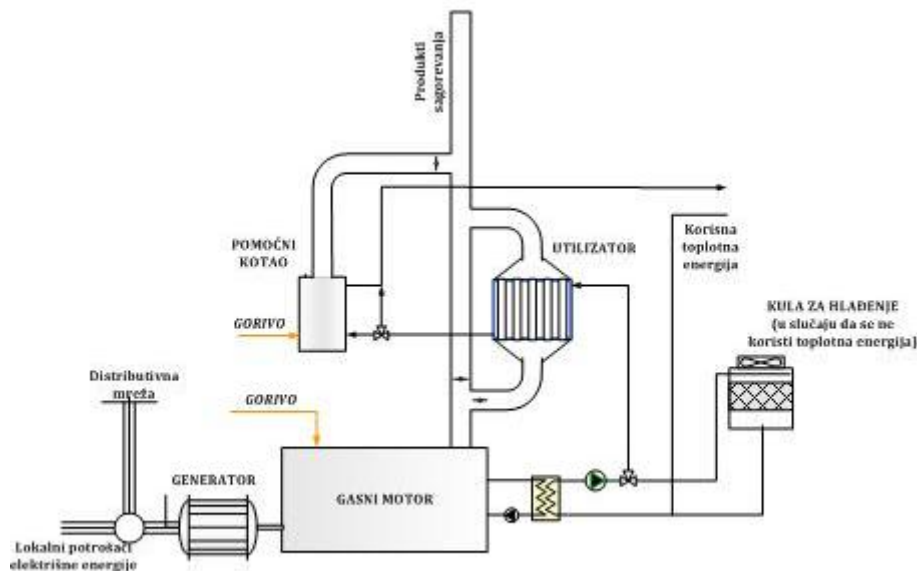 Produkti
sagorevanja
POMOĆNI
KOTAO
UTILIZATOR
Korisna
toplotna
energija
KULA ZA HLAĐENJE
(u slučaju da se ne
koristi toplotna energija)
GORIVO
Distributivna
mreža
GORIVO
GENERATOR
GASNI MOTOR
Lokalni potrošači
elektrišne energije